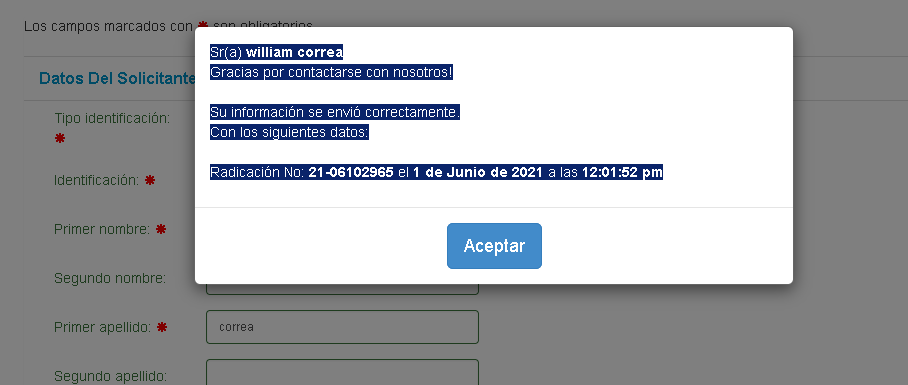 Los campos marcados con * son obligatorios
Datos Del Solicitante
Sr(a) william correa
Gracias por contactarse con nosotros!
Su información se envió correctamente.
Con los siguientes datos:
Radicación No: 21-06102965 el 1 de Junio de 2021 a las 12:01:52 pm
Aceptar
Tipo identificación:
*
Identificación: *
Primer nombre: *
Segundo nombre:
Primer apellido: *
correa
Segundo apellido: